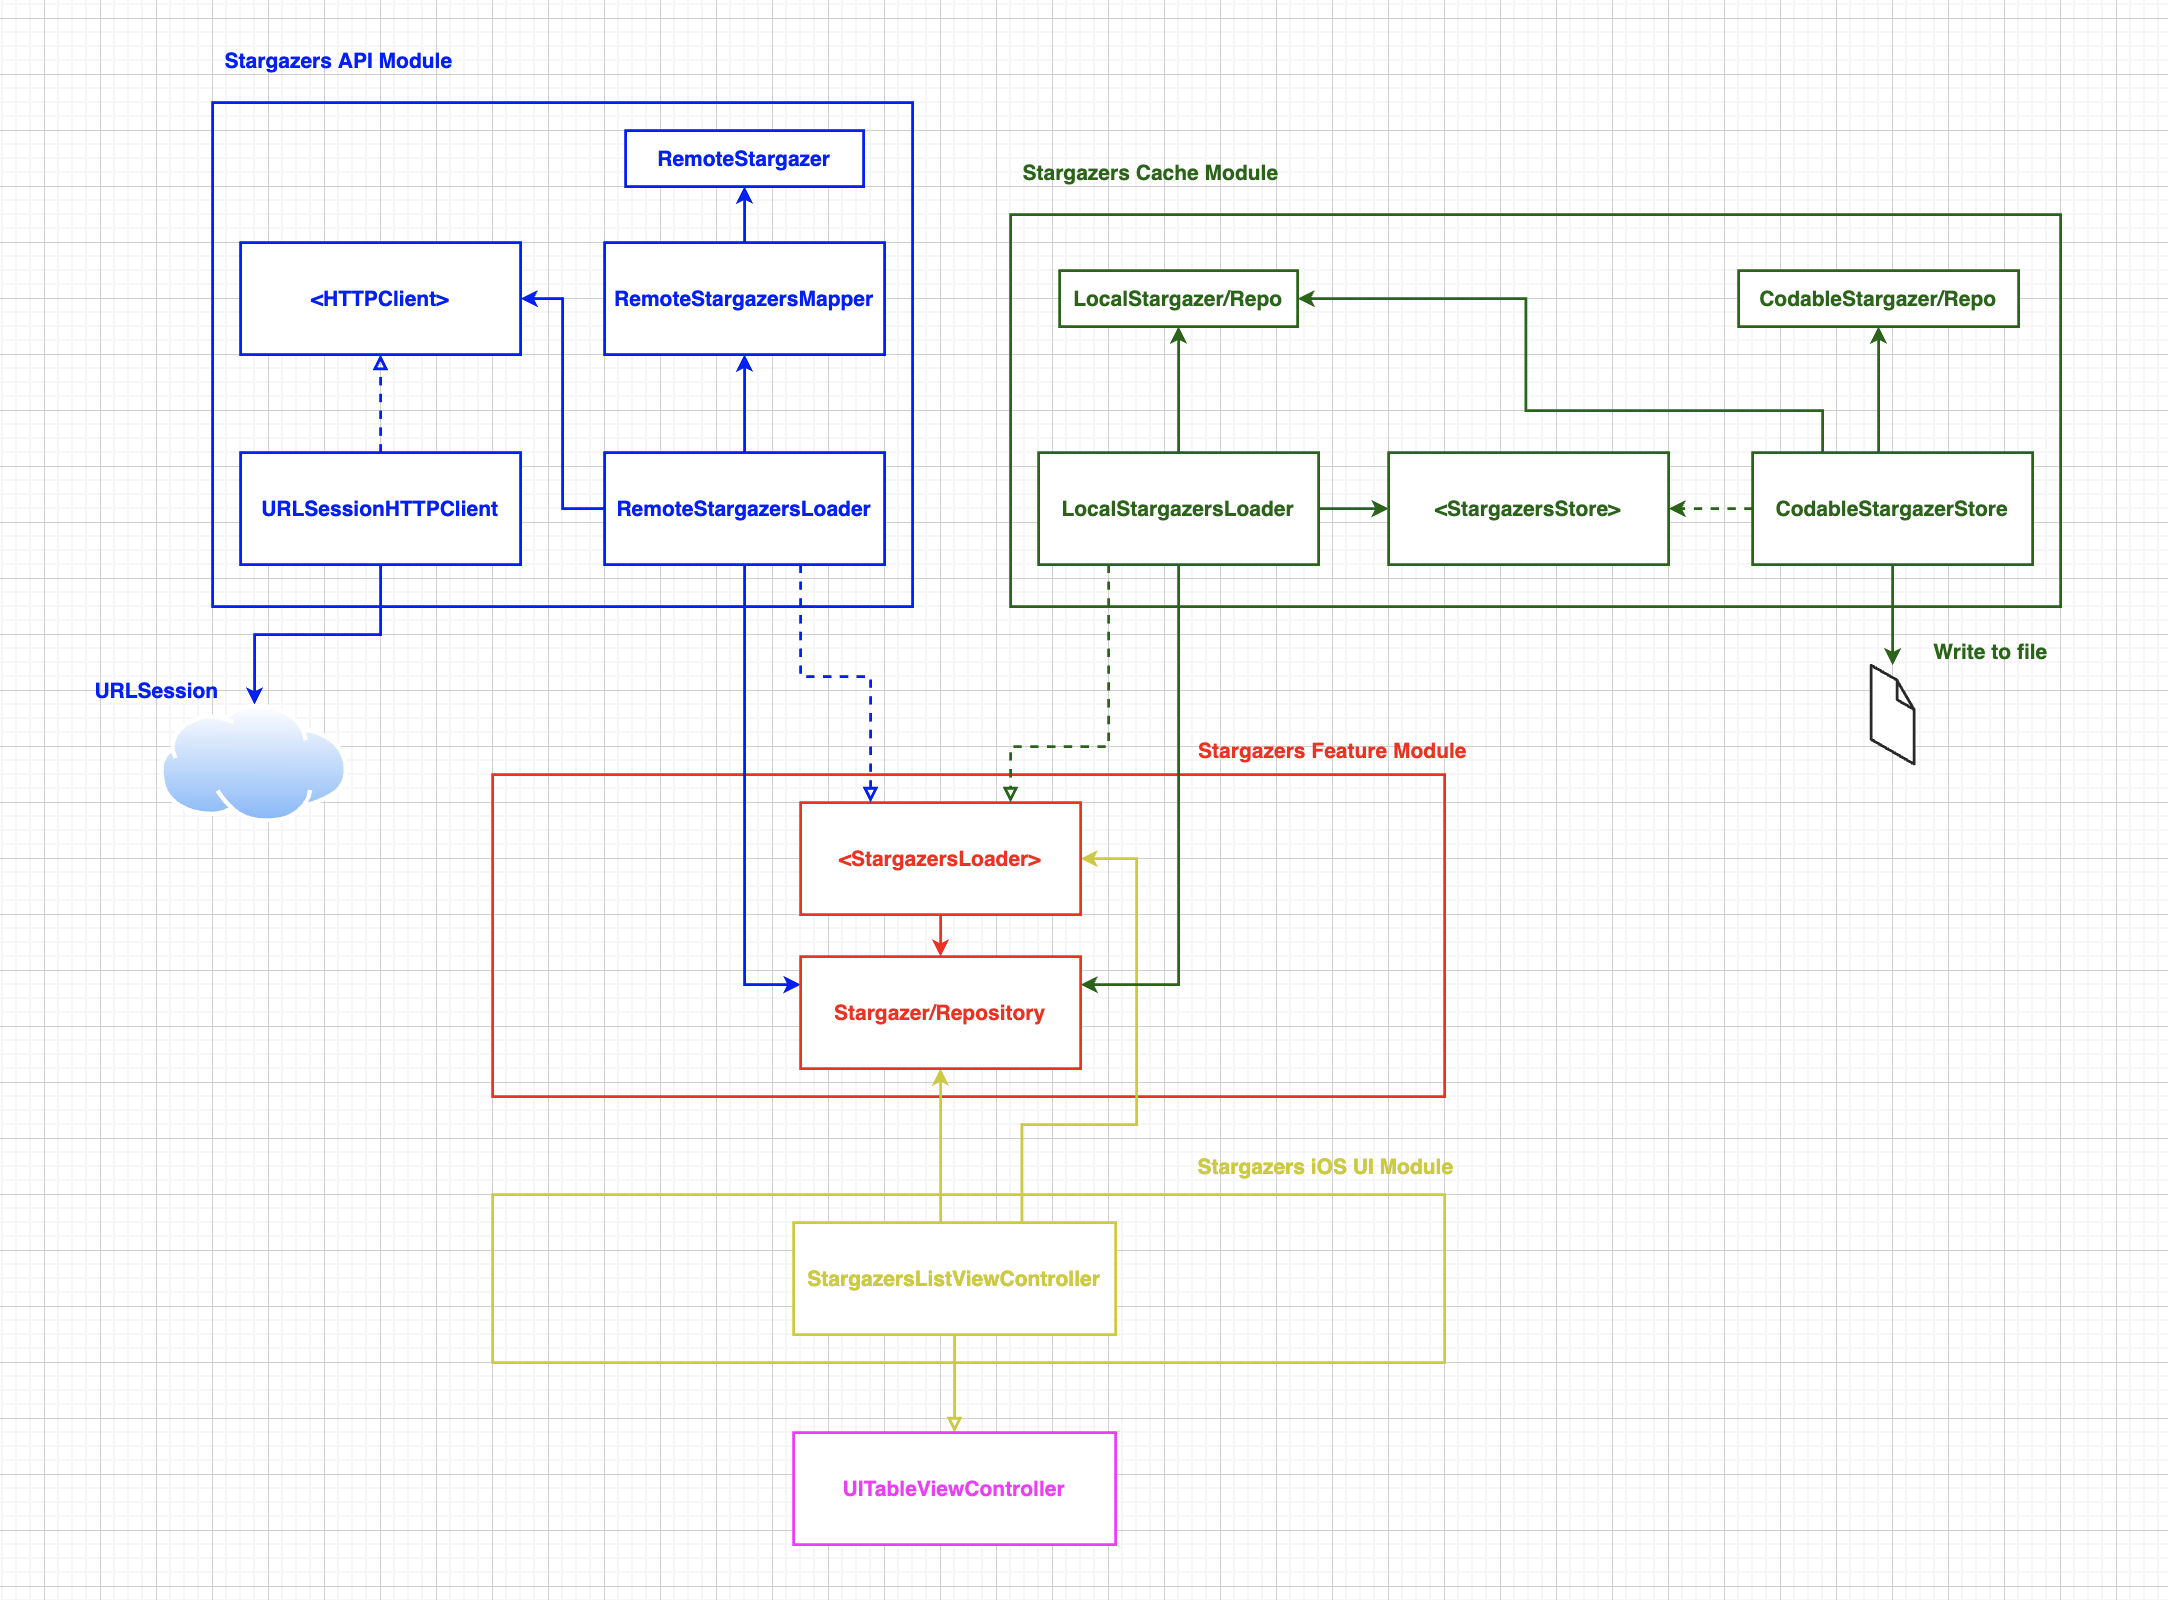 Stargazers API Module
RemoteStargazer
<HTTPClient>
RemoteStargazersMapper
URLSessionHTTPClient
RemoteStargazersLoader
URLSession
Stargazers Cache Module
LocalStargazer/Repo
CodableStargazer/Repo
LocalStargazersLoader
<StargazersStore>
CodableStargazerStore
Write to file
Stargazers Feature Module
<StargazersLoader>
Stargazer/Repository
Stargazers iOS UI Module
StargazersListViewController
UITableViewController